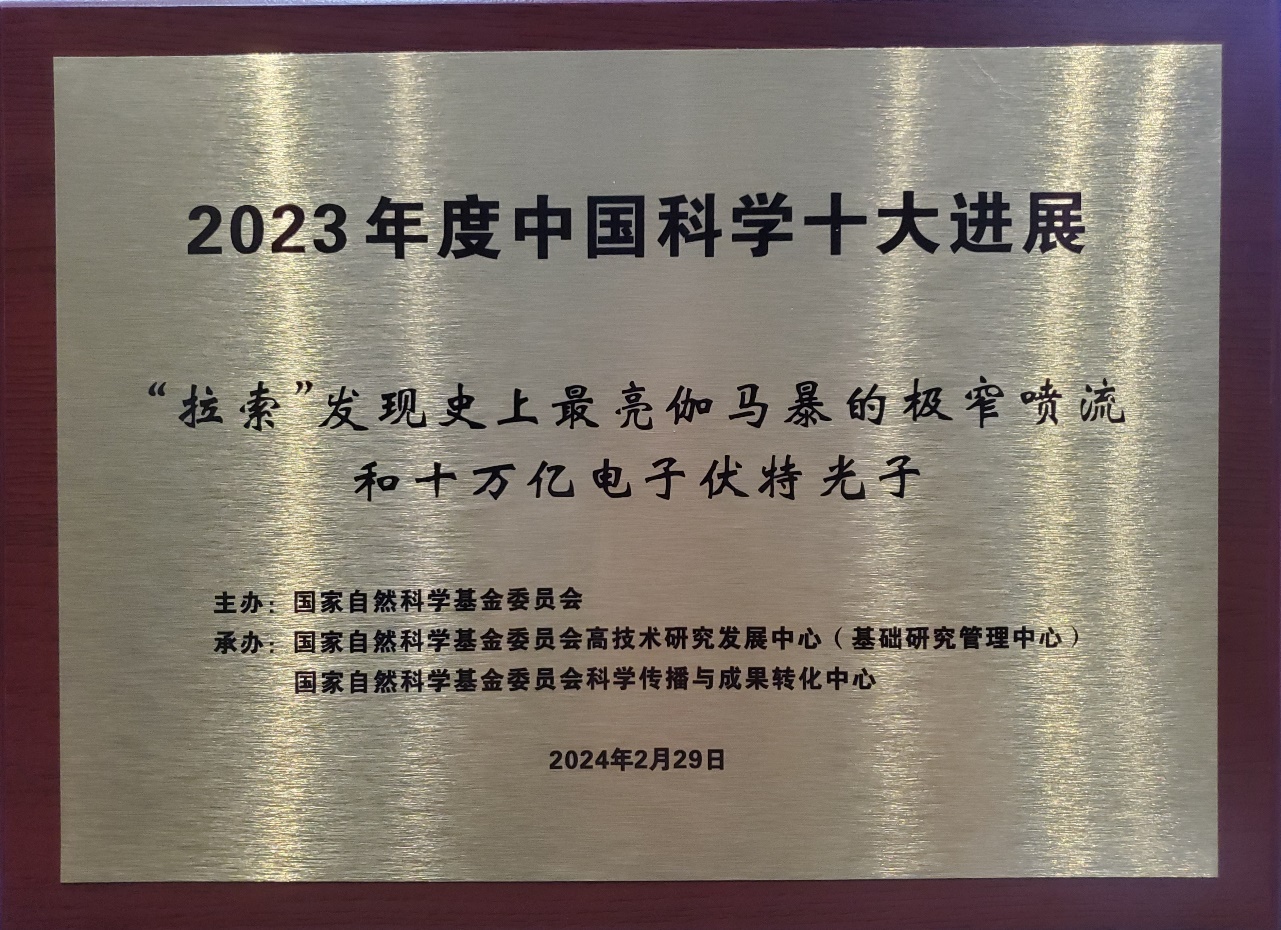 2023年度中国科学十大进展
“拉索”发现史上最亮伽马暴的极窄喷流
和十万亿电子伏特光子
主办：国家自然科学基金委员会
承办：国家自然科学基金委员会高技术研究发展中心（基础研究管理中心）
国家自然科学基金委员会科学传播与成果转化中心
2024年2月29日